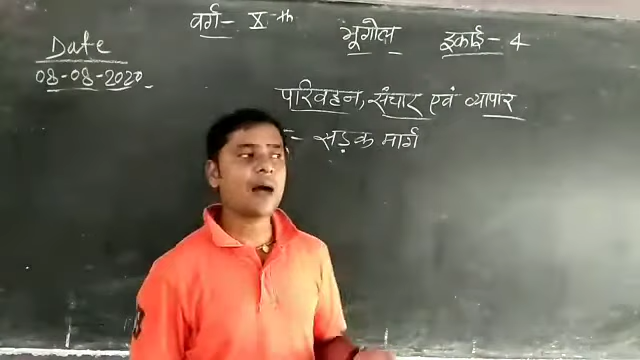 वर्ग- X th भूगोल इकाई- 4
Date
08-08-2020
परिवहन, संचार एवं व्यापार
:- सड़क मार्ग